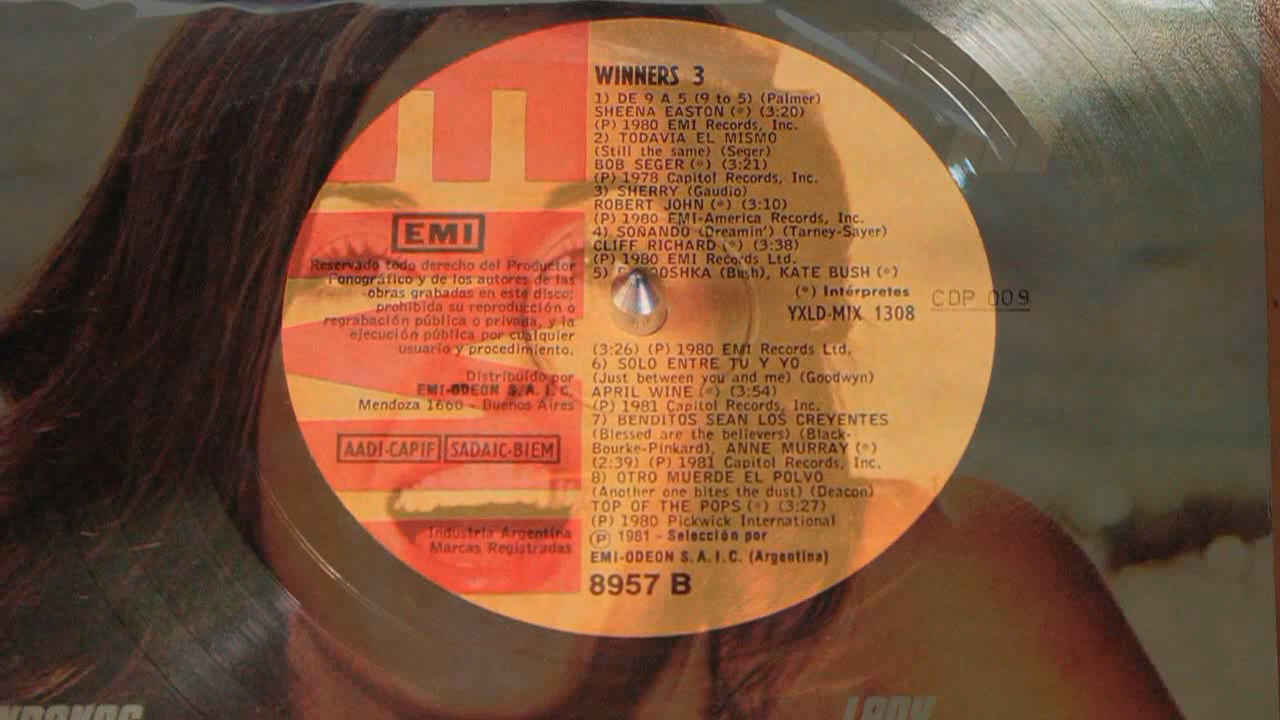 WINNERS 3
1) DE 9 A 5 (9 to 5) (Palmer)
SHEENA EASTON (*) (3:20)
(P) 1980 EMI Records, Inc.
2) TODAVIA EL MISMO
(Still the same) (Seger)
BOB SEGER (*) (3:21)
(P) 1978 Capitol Records, Inc.
3) SHERRY (Gaudio)
ROBERT JOHN (*) (3:10)
(P) 1980 EMI-America Records, Inc.
4) SOÑANDO (Dreamin') (Tarney-Sayer)
CLIFF RICHARD (*) (3:38)
(P) 1980 EMI Records Ltd.
5) (Bush), KATE BUSH (*)
(*) Intérpretes
YXLD-MIX 1308
CDP 009
(3:26) (P) 1980 EMI Records Ltd.
6) SOLO ENTRE TU Y YO
(Just between you and me) (Goodwyn)
APRIL WINE (*) (3:54)
(P) 1981 Capitol Records, Inc.
7) BENDITOS SEAN LOS CREYENTES
(Blessed are the believers) (Black-
Bourke-Pinkard), ANNE MURRAY (*)
(2:39) (P) 1981 Capitol Records, Inc.
8) OTRO MUERDE EL POLVO
(Another one bites the dust) (Deacon)
TOP OF THE POPS (*) (3:27)
(P) 1980 Pickwick International
Ⓟ 1981 - Selección por
EMI-ODEON S.A.I.C. (Argentina)
8957 B
EMI
Reservado todo derecho del Productor
Fonográfico y de los autores de las
obras grabadas en este disco;
prohibida su reproducción o
regrabación pública o privada, y la
ejecución pública por cualquier
usuario y procedimiento.
Distribuido por
EMI-ODEON S.A.I.C.
Mendoza 1660 - Buenos Aires
AADI-CAPIF SADAIC-BIEM
Industria Argentina
Marcas Registradas
LADY